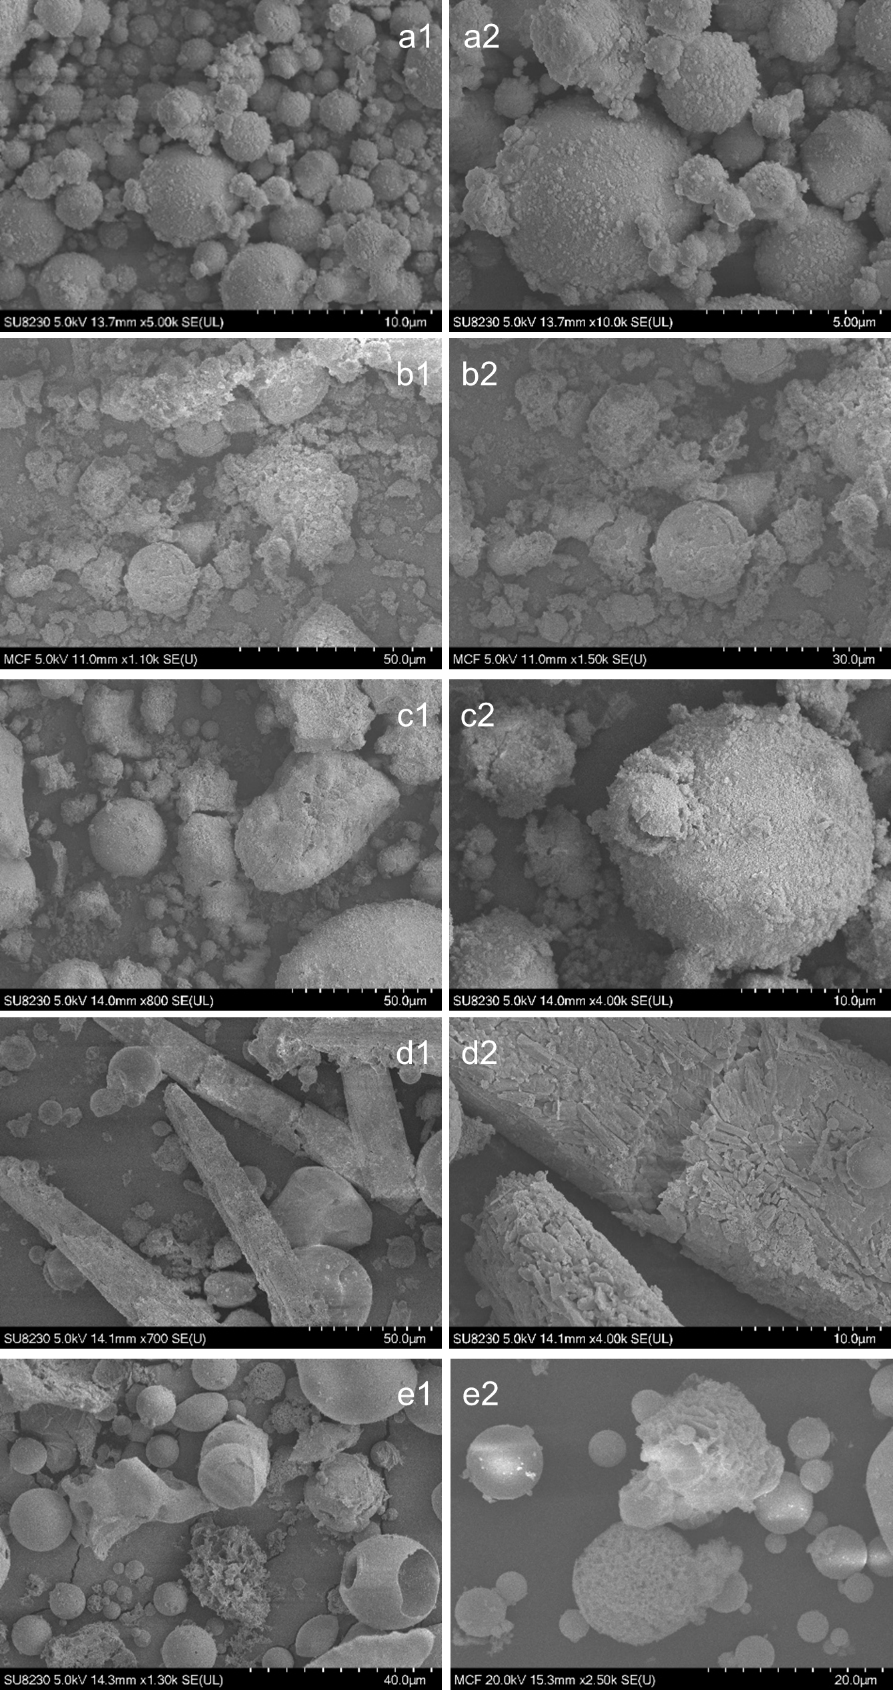 a1
a2
SU8230 5.0kV 13.7mm x5.00k SE(UL) 10.0µm
SU8230 5.0kV 13.7mm x10.0k SE(UL) 5.00µm
b1
b2
MCF 5.0kV 11.0mm x1.10k SE(U) 50.0µm
MCF 5.0kV 11.0mm x1.50k SE(U) 30.0µm
c1
c2
SU8230 5.0kV 14.0mm x800 SE(UL) 50.0µm
SU8230 5.0kV 14.0mm x4.00k SE(UL) 10.0µm
d1
d2
SU8230 5.0kV 14.1mm x700 SE(U) 50.0µm
SU8230 5.0kV 14.1mm x4.00k SE(UL) 10.0µm
e1
e2
SU8230 5.0kV 14.3mm x1.30k SE(UL) 40.0µm
MCF 20.0kV 15.3mm x2.50k SE(U) 20.0µm